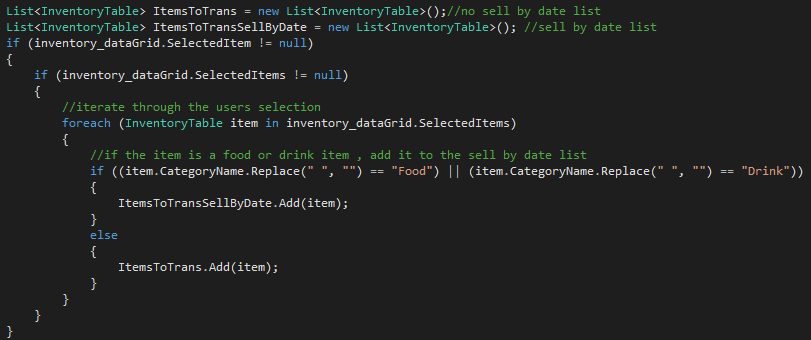 List<InventoryTable> ItemsToTrans = new List<InventoryTable>();//no sell by date list
List<InventoryTable> ItemsToTransSellByDate = new List<InventoryTable>(); //sell by date list
if (inventory_dataGrid.SelectedItem != null)
{
    if (inventory_dataGrid.SelectedItems != null)
    {
        //iterate through the users selection
        foreach (InventoryTable item in inventory_dataGrid.SelectedItems)
        {
            //if the item is a food or drink item , add it to the sell by date list
            if ((item.CategoryName.Replace(" ", "") == "Food") || (item.CategoryName.Replace(" ", "") == "Drink"))
            {
                ItemsToTransSellByDate.Add(item);
            }
            else
            {
                ItemsToTrans.Add(item);
            }
        }
    }
}